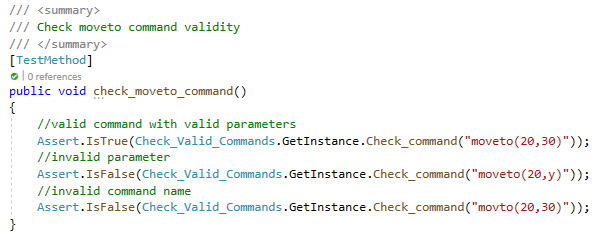 /// <summary>
/// Check moveto command validity
/// </summary>
[TestMethod]
| 0 references
public void check_moveto_command()
{
//valid command with valid parameters
Assert.IsTrue(Check_Valid_Commands.GetInstance.Check_command("moveto(20,30)"));
//invalid parameter
Assert.IsFalse(Check_Valid_Commands.GetInstance.Check_command("moveto(20,y)"));
//invalid command name
Assert.IsFalse(Check_Valid_Commands.GetInstance.Check_command("movto(20,30)"));
}